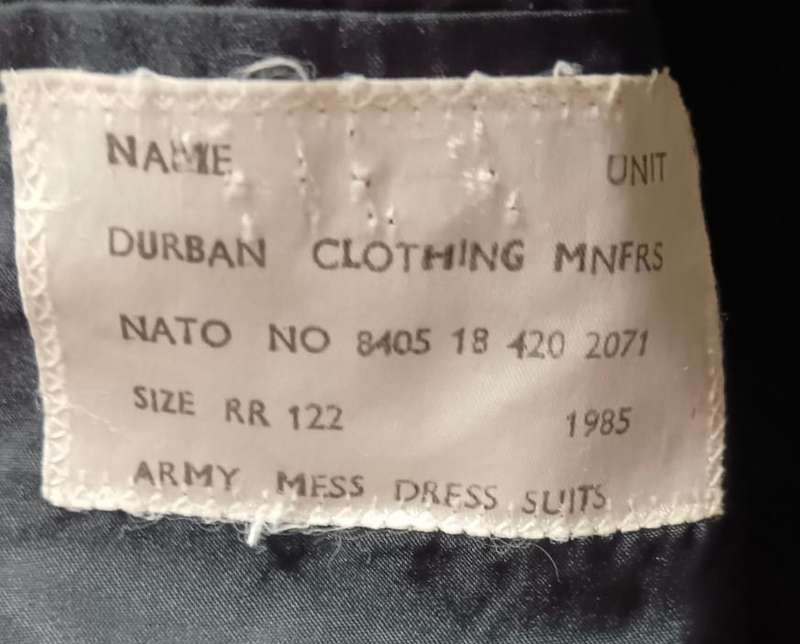 NAME UNIT
DURBAN CLOTHING MNFRS
NATO NO 8405 18 420 2071
SIZE RR 122 1985
ARMY MESS DRESS SUITS